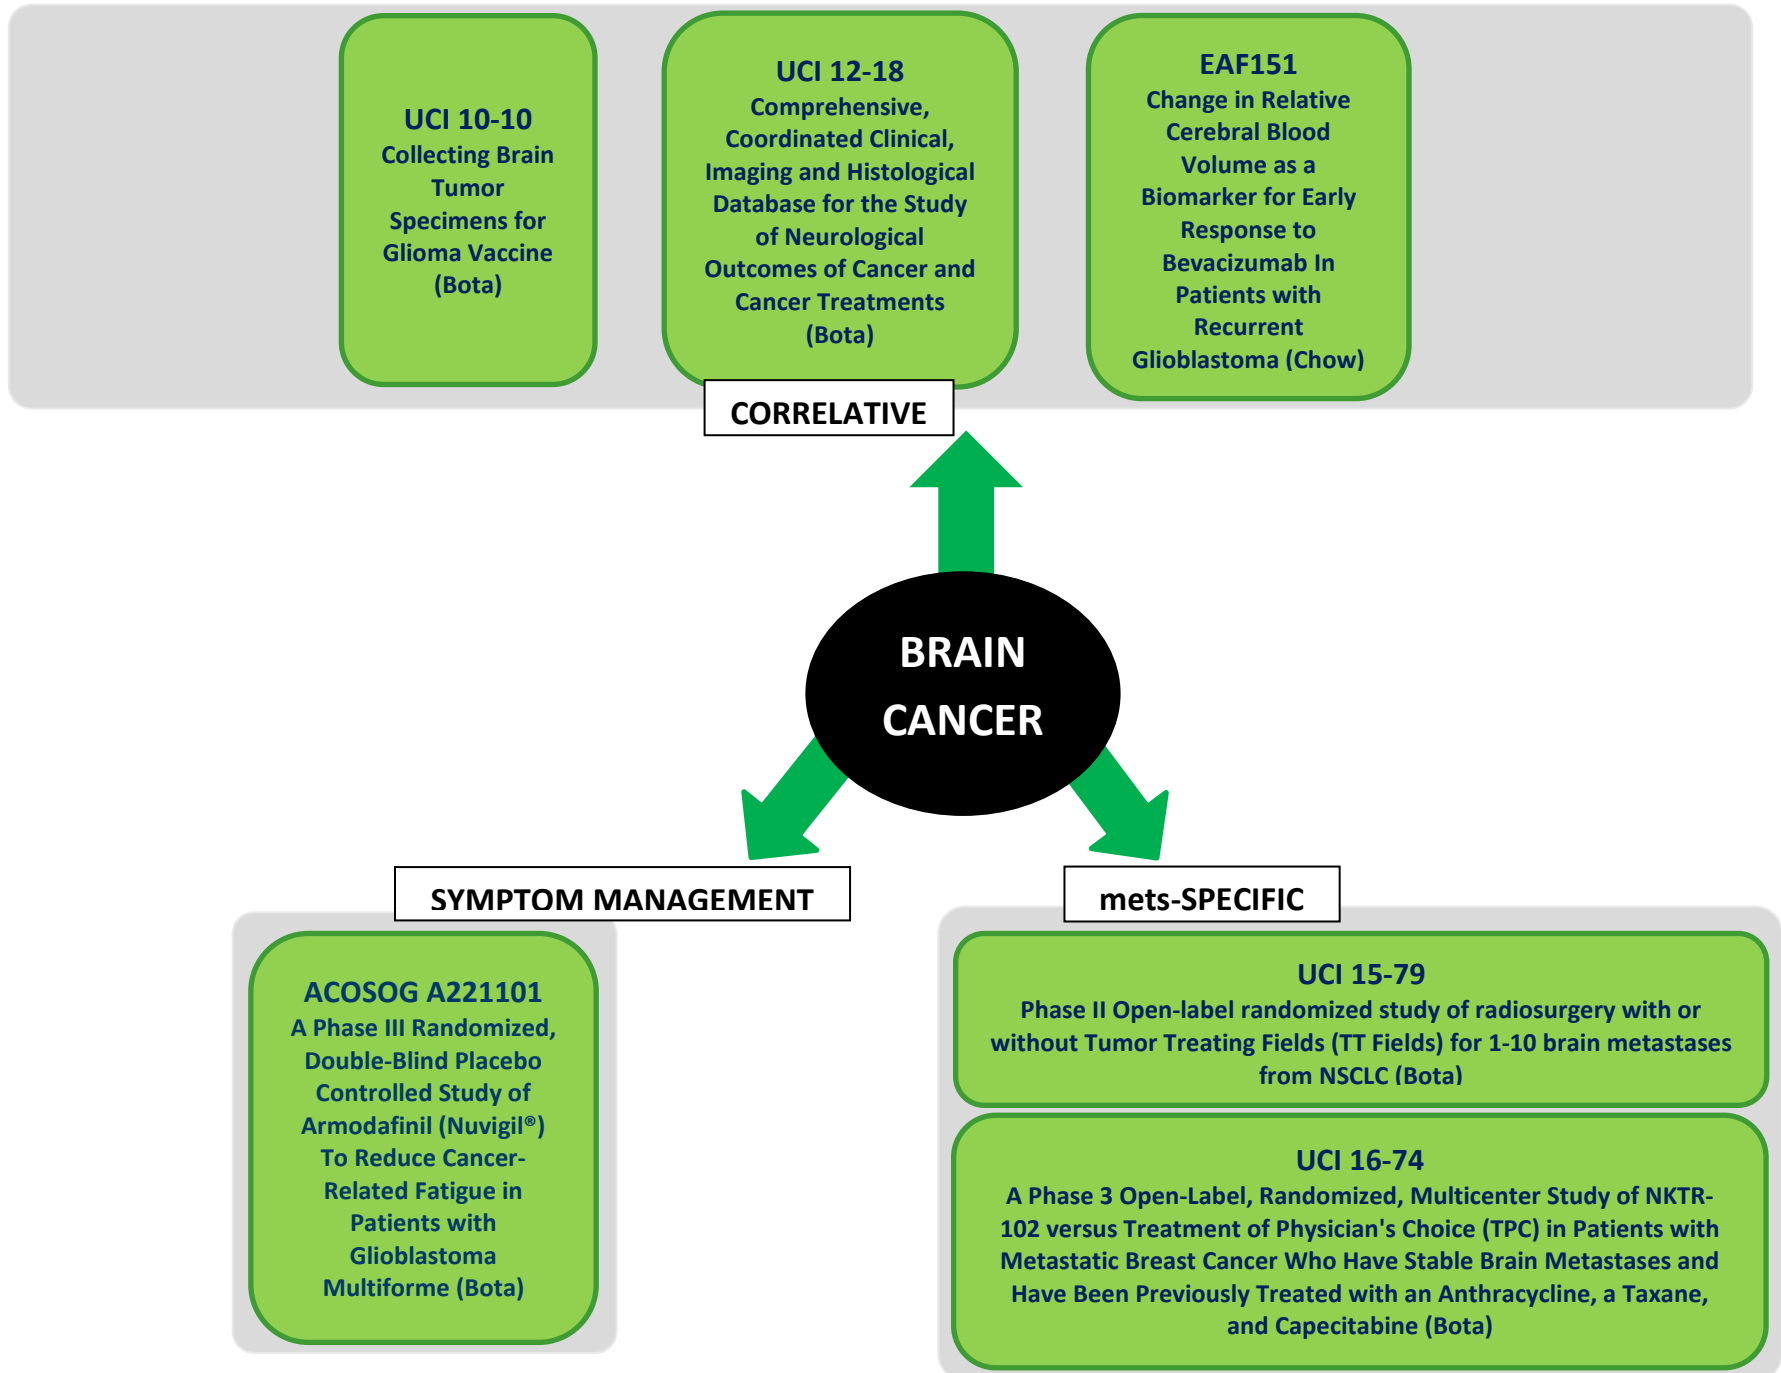 UCI 10-10
Collecting Brain
Tumor
Specimens for
Glioma Vaccine
(Bota)
UCI 12-18
Comprehensive,
Coordinated Clinical,
Imaging and Histological
Database for the Study
of Neurological
Outcomes of Cancer and
Cancer Treatments
(Bota)
EAF151
Change in Relative
Cerebral Blood
Volume as a
Biomarker for Early
Response to
Bevacizumab In
Patients with
Recurrent
Glioblastoma (Chow)
CORRELATIVE
BRAIN
CANCER
SYMPTOM MANAGEMENT
ACOSOG A221101
A Phase III Randomized,
Double-Blind Placebo
Controlled Study of
Armodafinil (Nuvigil®)
To Reduce Cancer-
Related Fatigue in
Patients with
Glioblastoma
Multiforme (Bota)
mets-SPECIFIC
UCI 15-79
Phase II Open-label randomized study of radiosurgery with or
without Tumor Treating Fields (TT Fields) for 1-10 brain metastases
from NSCLC (Bota)
UCI 16-74
A Phase 3 Open-Label, Randomized, Multicenter Study of NKTR-
102 versus Treatment of Physician's Choice (TPC) in Patients with
Metastatic Breast Cancer Who Have Stable Brain Metastases and
Have Been Previously Treated with an Anthracycline, a Taxane,
and Capecitabine (Bota)